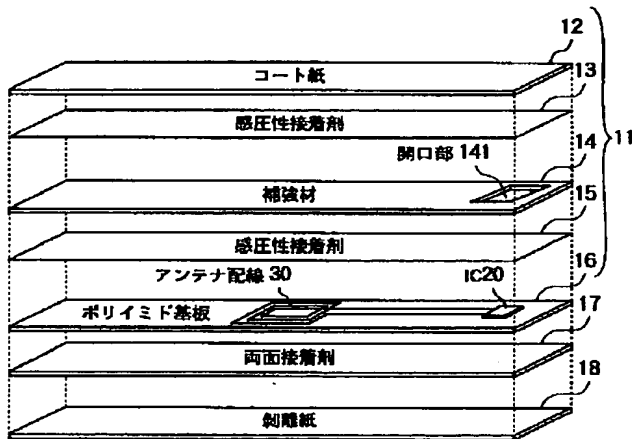 12
コート紙
13
感圧性接着剤
14
開口部 141
11
補強材
15
感圧性接着剤
16
アンテナ配線 30
IC20
ポリイミド基板
17
両面接着剤
18
剝離紙